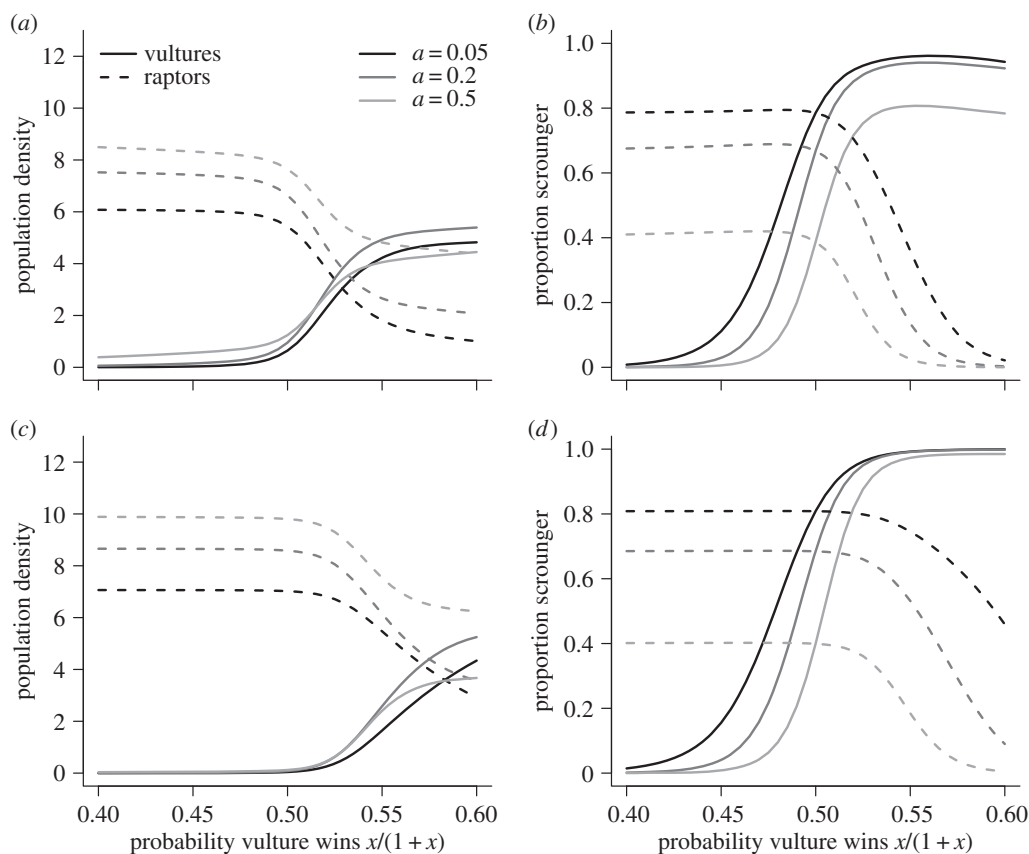 (a)
12
10
8
6
4
2
0
population density
vultures
raptors
a = 0.05
a = 0.2
a = 0.5
(b)
1.0
0.8
0.6
0.4
0.2
0
proportion scrounger
(c)
12
10
8
6
4
2
0
population density
0.40 0.45 0.50 0.55 0.60
probability vulture wins x/(1 + x)
(d)
1.0
0.8
0.6
0.4
0.2
0
proportion scrounger
0.40 0.45 0.50 0.55 0.60
probability vulture wins x/(1 + x)